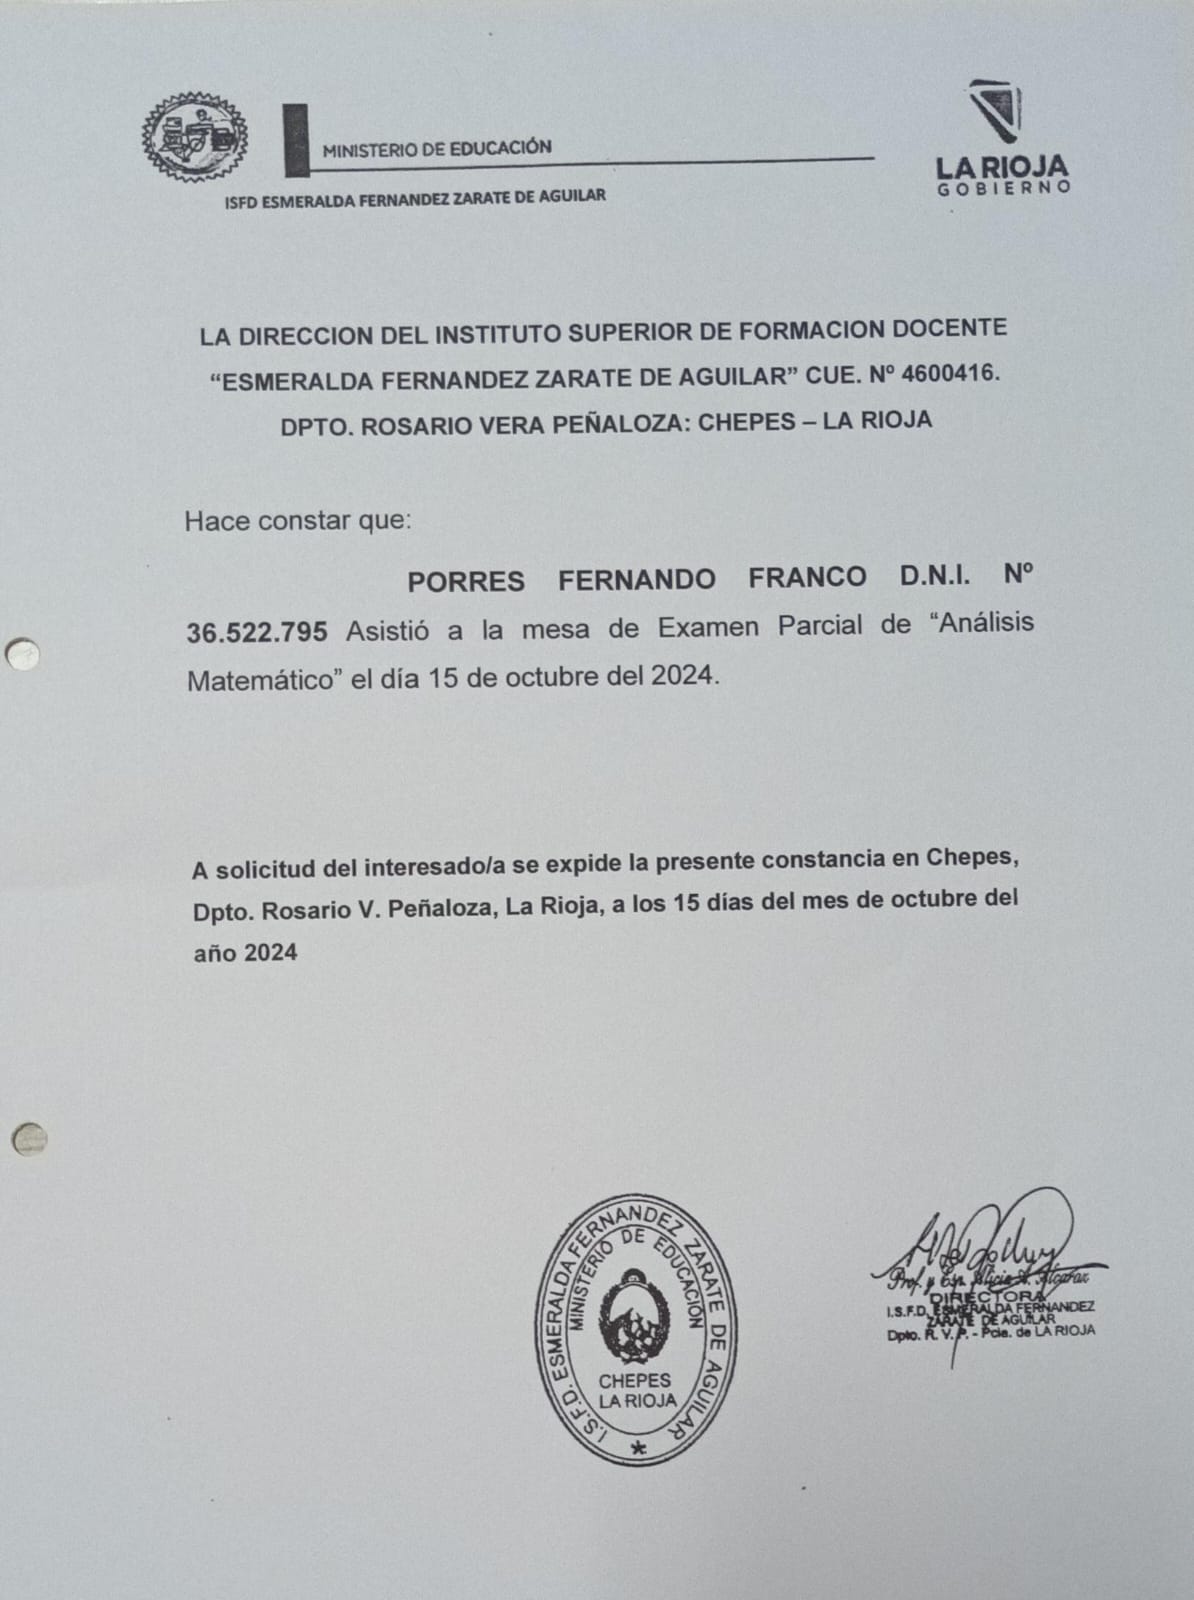 MINISTERIO DE EDUCACIÓN
LA RIOJA
GOBIERNO
ISFD ESMERALDA FERNANDEZ ZARATE DE AGUILAR
LA DIRECCION DEL INSTITUTO SUPERIOR DE FORMACION DOCENTE
“ESMERALDA FERNANDEZ ZARATE DE AGUILAR” CUE. Nº 4600416.
DPTO. ROSARIO VERA PEÑALOZA: CHEPES – LA RIOJA
Hace constar que:
PORRES FERNANDO FRANCO D.N.I. Nº
36.522.795 Asistió a la mesa de Examen Parcial de “Análisis
Matemático” el día 15 de octubre del 2024.
A solicitud del interesado/a se expide la presente constancia en Chepes,
Dpto. Rosario V. Peñaloza, La Rioja, a los 15 días del mes de octubre del
año 2024
I.S.F.D. ESMERALDA FERNANDEZ ZARATE DE AGUILAR
MINISTERIO DE EDUCACIÓN
CHEPES
LA RIOJA
Prof. y Esp. Alicia
DIRECTORA
I.S.F.D. ESMERALDA FERNANDEZ
ZARATE DE AGUILAR
Dpto. R. V. P. - Pcia. de LA RIOJA